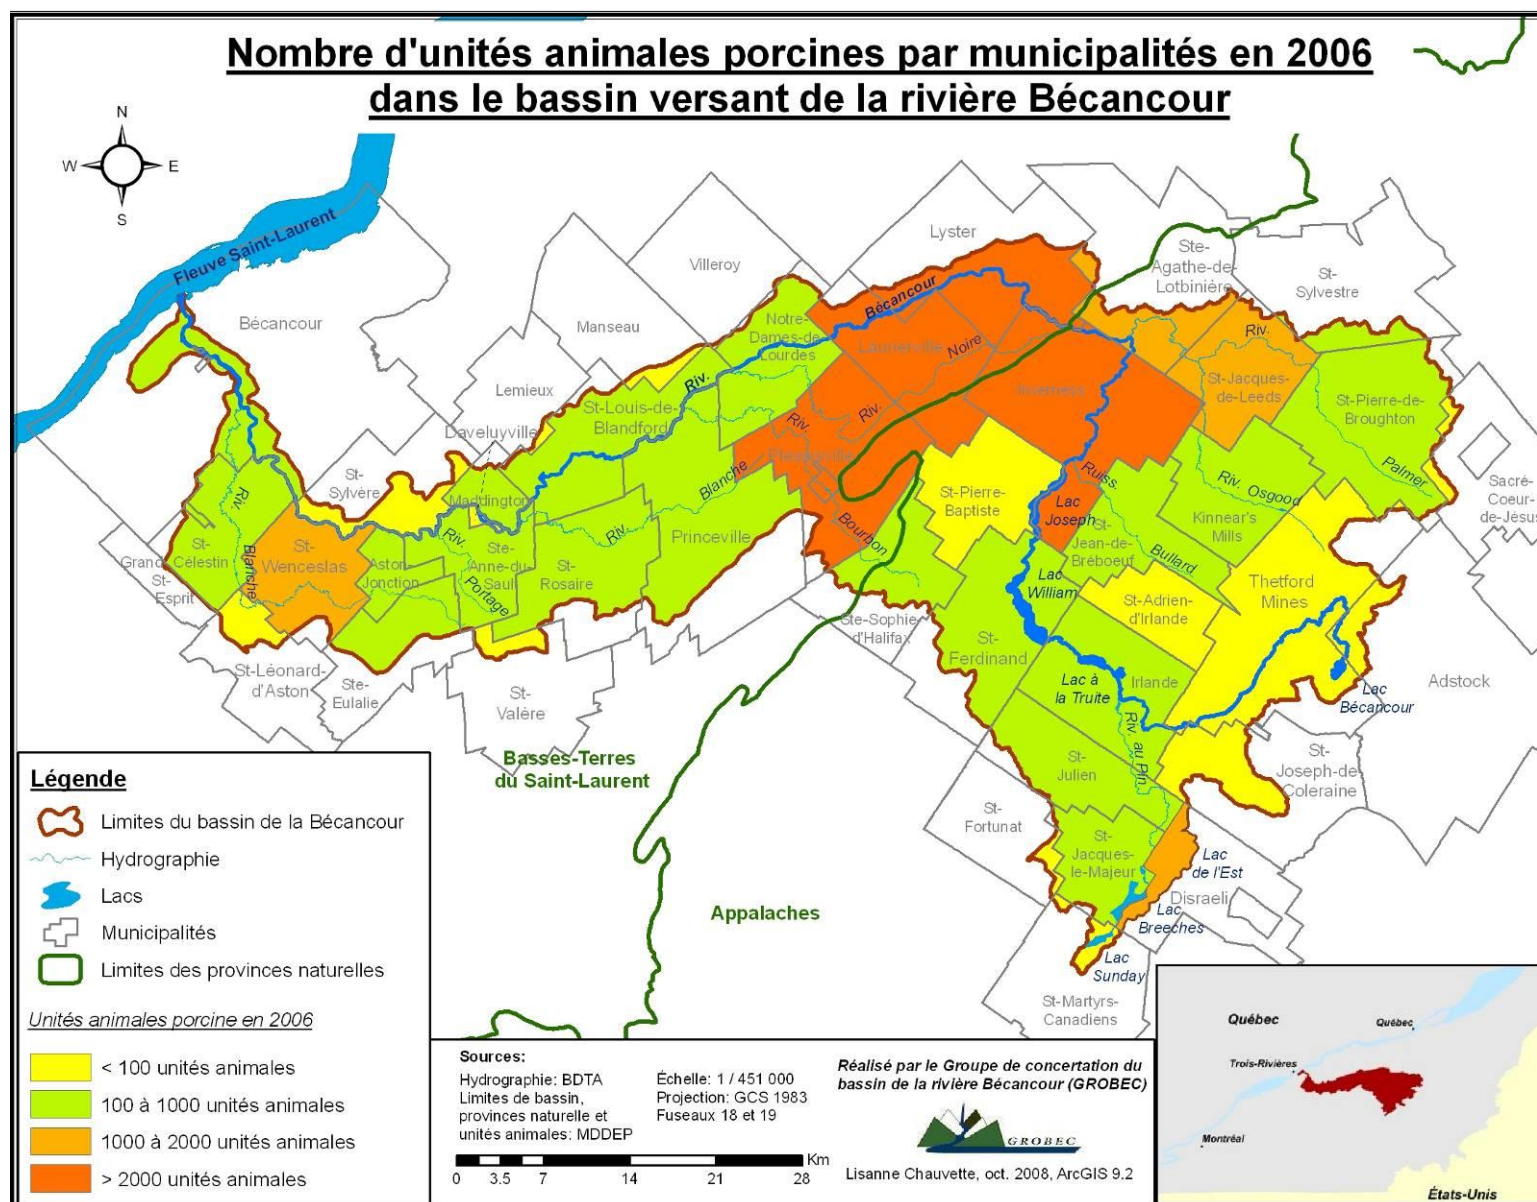 Nombre d'unités animales porcines par municipalités en 2006
dans le bassin versant de la rivière Bécancour
N
W
E
S
Fleuve Saint-Laurent
Bécancour
Villeroy
Manseau
Lemieux
Daveluyville
Lyster
Ste-
Agathe-de-
Lotbinière
St-
Sylvestre
Bécancour
Notre-
Dames-de-
Lourdes
Laurierville
Noire
Riv.
Inverness
Riv.
St-Jacques-
de-Leeds
St-Pierre-de-
Broughton
Palmer
Sacré-
Coeur-
de-Jésus
Riv.
St-Louis-de-
Blandford
Riv.
Plessisville
Blanche
Riv.
Bourbon
Princeville
St-
Sylvère
Maddington
Riv.
Portage
Ste-
Anne-du-
Sault
St-
Rosaire
Aston
Jonction
St-
Wenceslas
Riv.
Blanche
St-
Célestin
Grand-
St-
Esprit
St-Léonard-
d'Aston
Ste-
Eulalie
St-
Valère
St-Pierre-
Baptiste
Lac
Joseph
Ruiss.
Bullard
St-
Jean-de-
Bréboeuf
Riv. Osgood
Kinnear's
Mills
Lac
William
St-Adrien-
d'Irlande
Thetford
Mines
Ste-Sophie
d'Halifax
St-
Ferdinand
Lac à
la Truite
Irlande
Riv. au Pin
Lac
Bécancour
Adstock
St-
Julien
St-
Joseph-de-
Coleraine
St-
Fortunat
St-
Jacques-
le-Majeur
Lac
de l'Est
Disraeli
Lac
Breeches
Lac
Sunday
St-Martyrs-
Canadiens
Basses-Terres
du Saint-Laurent
Appalaches
Légende
Limites du bassin de la Bécancour
Hydrographie
Lacs
Municipalités
Limites des provinces naturelles
Unités animales porcine en 2006
< 100 unités animales
100 à 1000 unités animales
1000 à 2000 unités animales
> 2000 unités animales
Sources:
Hydrographie: BDTA
Limites de bassin,
provinces naturelle et
unités animales: MDDEP
Échelle: 1 / 451 000
Projection: GCS 1983
Fuseaux 18 et 19
Km
0 3.5 7 14 21 28
Réalisé par le Groupe de concertation du
bassin de la rivière Bécancour (GROBEC)
GROBEC
Lisanne Chauvette, oct. 2008, ArcGIS 9.2
Québec
Québec
Trois-Rivières
Montréal
États-Unis